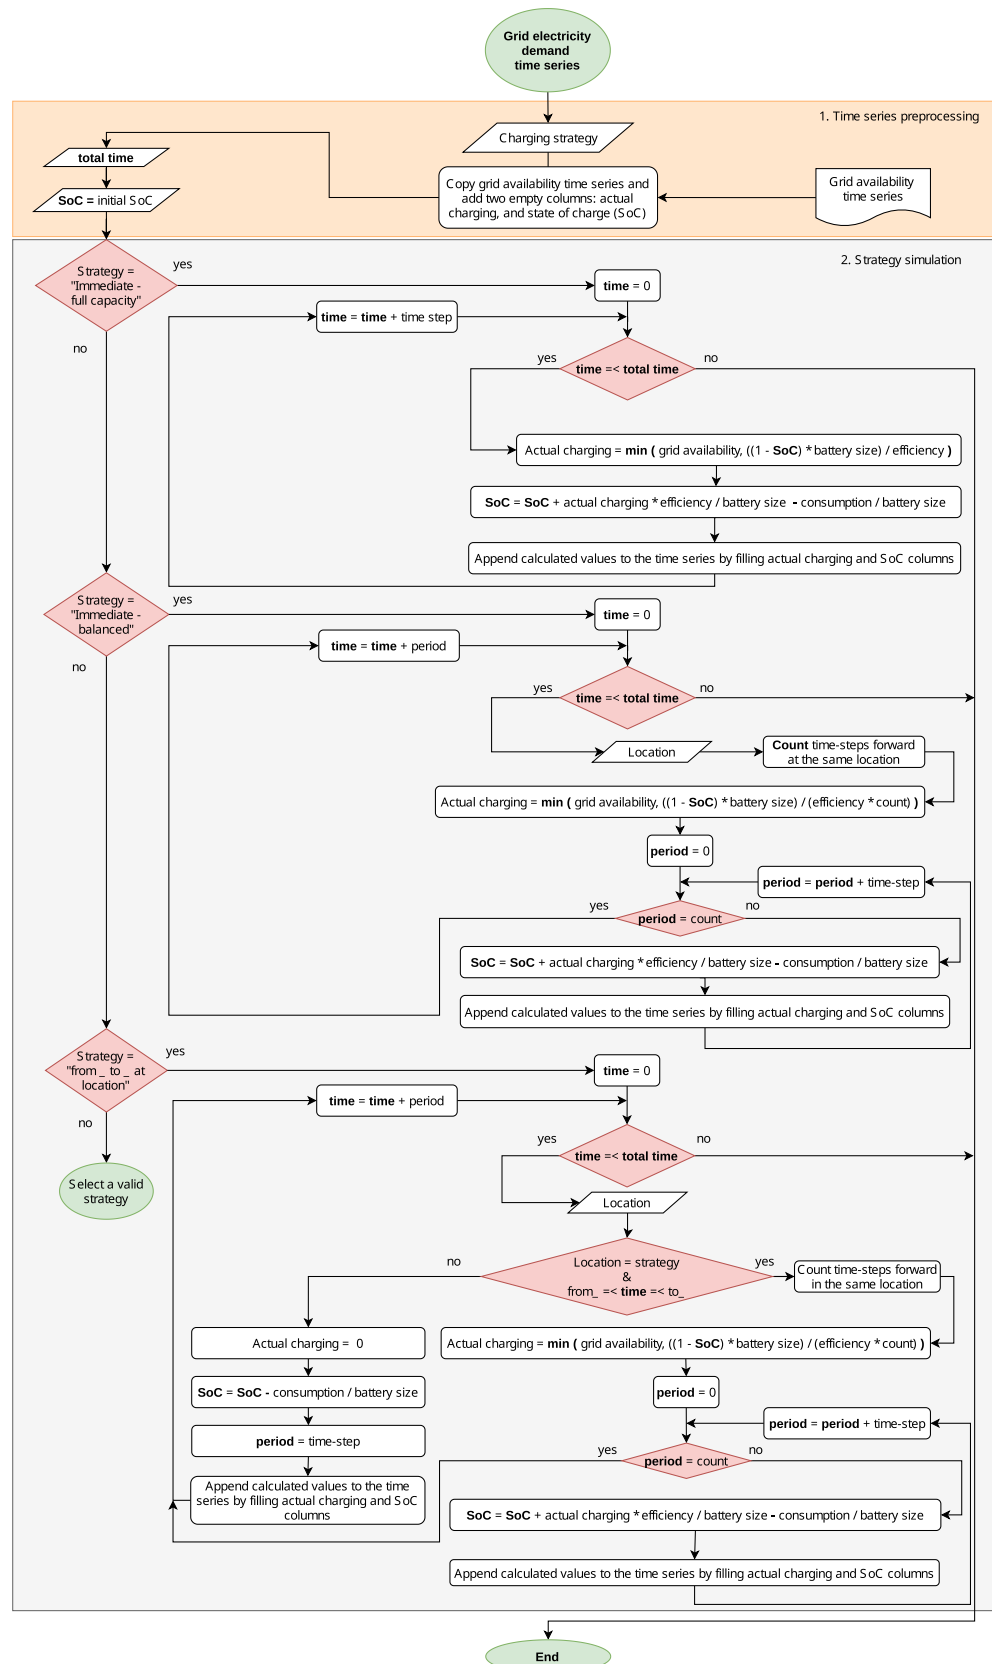 Grid electricity
demand
time series
1. Time series preprocessing
Charging strategy
total time
SoC = initial SoC
Copy grid availability time series and
add two empty columns: actual
charging, and state of charge (SoC)
Grid availability
time series
2. Strategy simulation
Strategy =
"Immediate -
full capacity"
yes
no
time = 0
time = time + time step
yes
time =< total time
no
Actual charging = min ( grid availability, ((1 - SoC) * battery size) / efficiency )
SoC = SoC + actual charging * efficiency / battery size - consumption / battery size
Append calculated values to the time series by filling actual charging and SoC columns
Strategy =
"Immediate -
balanced"
yes
no
time = 0
time = time + period
yes
time =< total time
no
Location
Count time-steps forward
at the same location
Actual charging = min ( grid availability, ((1 - SoC) * battery size) / (efficiency * count) )
period = 0
period = period + time-step
yes
period = count
no
SoC = SoC + actual charging * efficiency / battery size - consumption / battery size
Append calculated values to the time series by filling actual charging and SoC columns
Strategy =
"from _ to _ at
location"
yes
no
Select a valid
strategy
time = 0
time = time + period
yes
time =< total time
no
Location
no
Location = strategy
&
from_ =< time =< to_
yes
Count time-steps forward
in the same location
Actual charging = 0
SoC = SoC - consumption / battery size
period = time-step
Append calculated values to the time
series by filling actual charging and SoC
columns
Actual charging = min ( grid availability, ((1 - SoC) * battery size) / (efficiency * count) )
period = 0
period = period + time-step
yes
period = count
no
SoC = SoC + actual charging * efficiency / battery size - consumption / battery size
Append calculated values to the time series by filling actual charging and SoC columns
End